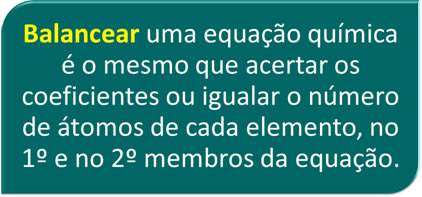 Balancear uma equação química
é o mesmo que acertar os
coeficientes ou igualar o número
de átomos de cada elemento, no
1º e no 2º membros da equação.